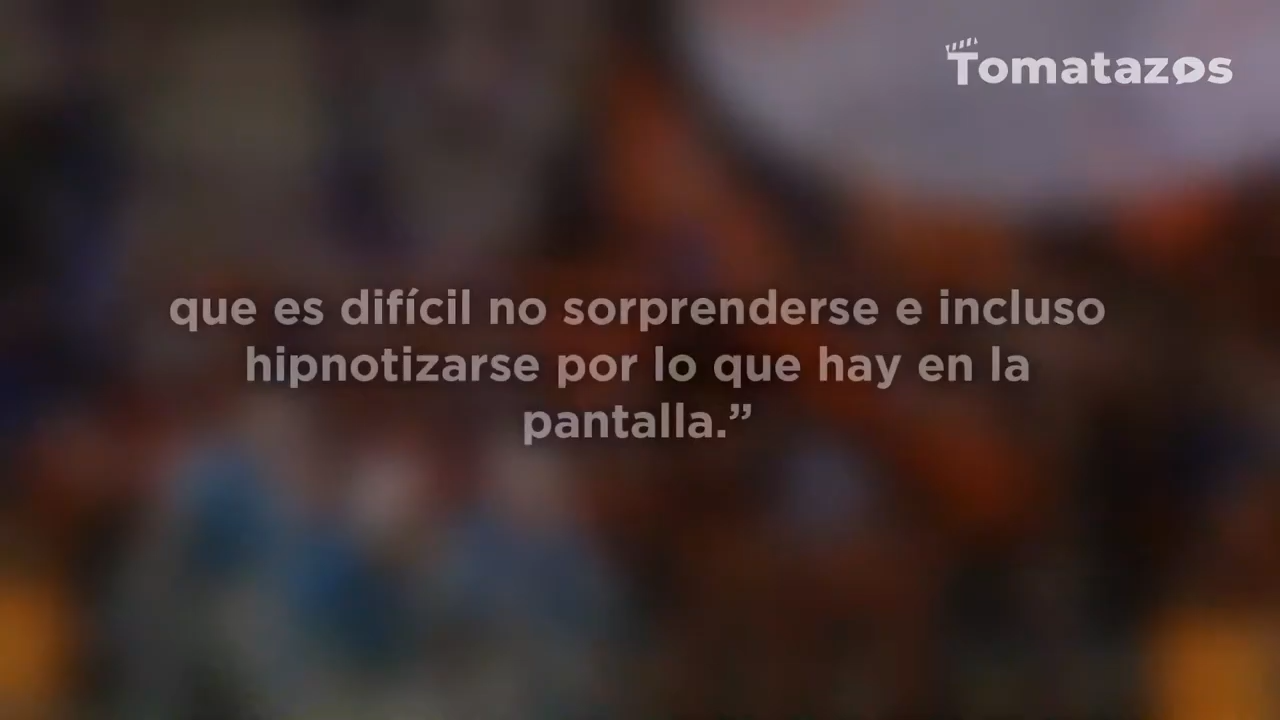 Tomatazos
que es difícil no sorprenderse e incluso
hipnotizarse por lo que hay en la
pantalla.”